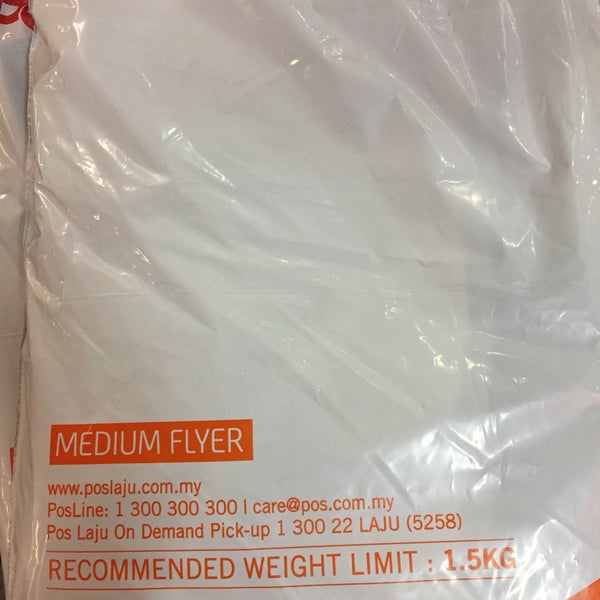 MEDIUM FLYER
www.poslaju.com.my
PosLine: 1 300 300 300 | care@pos.com.my
Pos Laju On Demand Pick-up 1 300 22 LAJU (5258)
RECOMMENDED WEIGHT LIMIT : 1.5KG